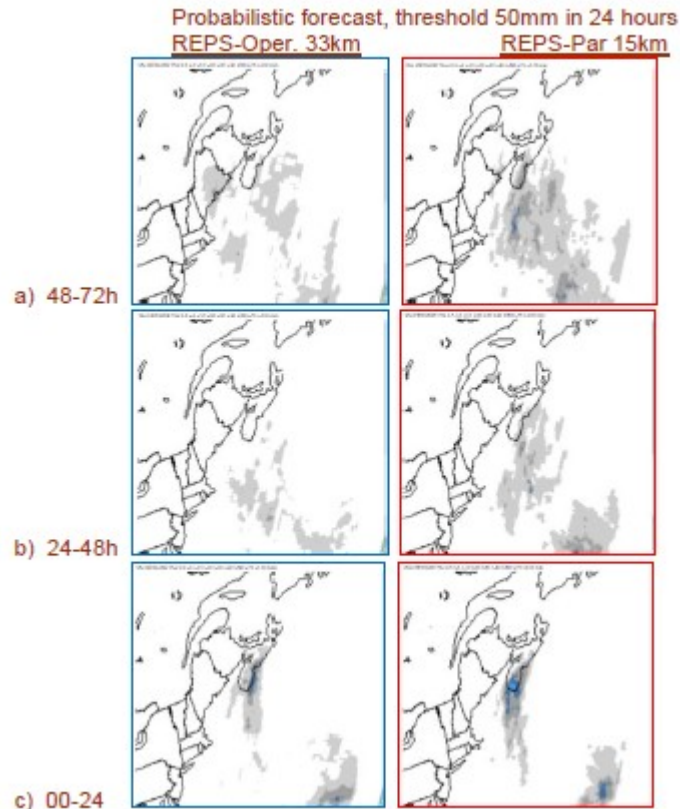 Probabilistic forecast, threshold 50mm in 24 hours
REPS-Oper. 33km
REPS-Par 15km
a) 48-72h
b) 24-48h
c) 00-24